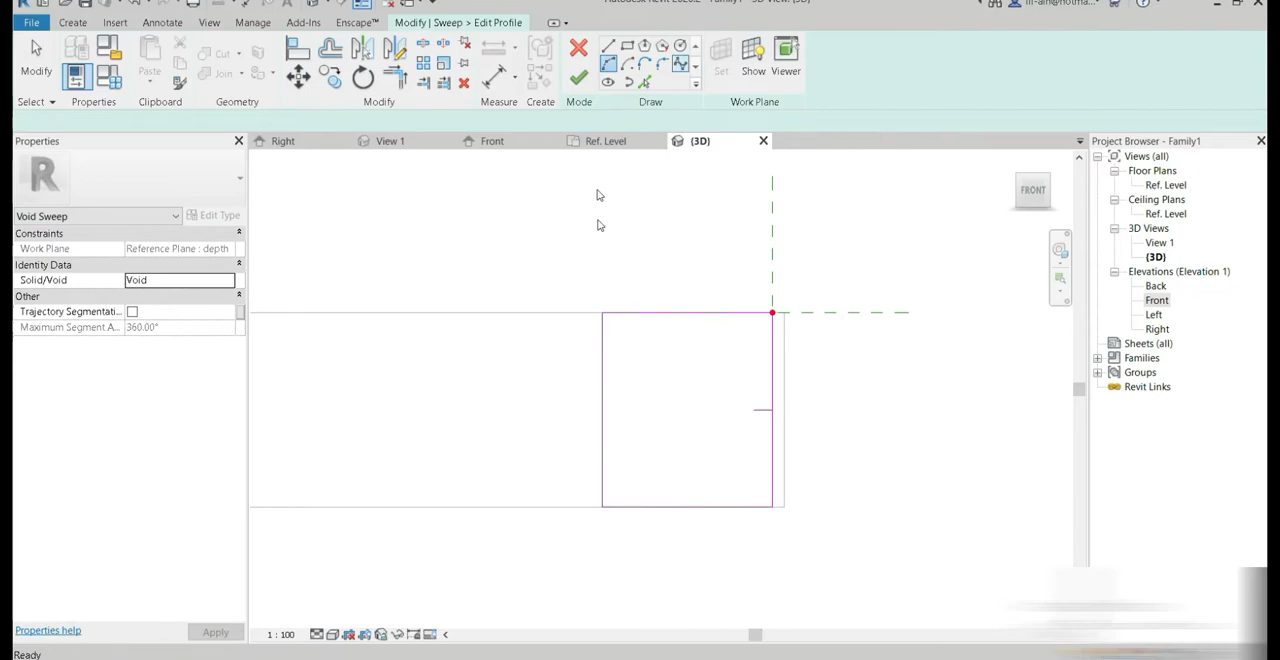 File
Create
Insert
Annotate
View
Manage
Add-Ins
Enscape™
Modify | Sweep > Edit Profile
Modify
Paste
Cut
Join
Set
Show
Viewer
Select
Properties
Clipboard
Geometry
Modify
Measure
Create
Mode
Draw
Work Plane
Properties
Right
View 1
Front
Ref. Level
{3D}
Project Browser - Family1
R
Void Sweep
Edit Type
Constraints
Work Plane
Reference Plane : depth
Identity Data
Solid/Void
Void
Other
Trajectory Segmentati...
Maximum Segment A...
360.00°
FRONT
Views (all)
Floor Plans
Ref. Level
Ceiling Plans
Ref. Level
3D Views
View 1
{3D}
Elevations (Elevation 1)
Back
Front
Left
Right
Sheets (all)
Families
Groups
Revit Links
Properties help
Apply
1 : 100
Ready